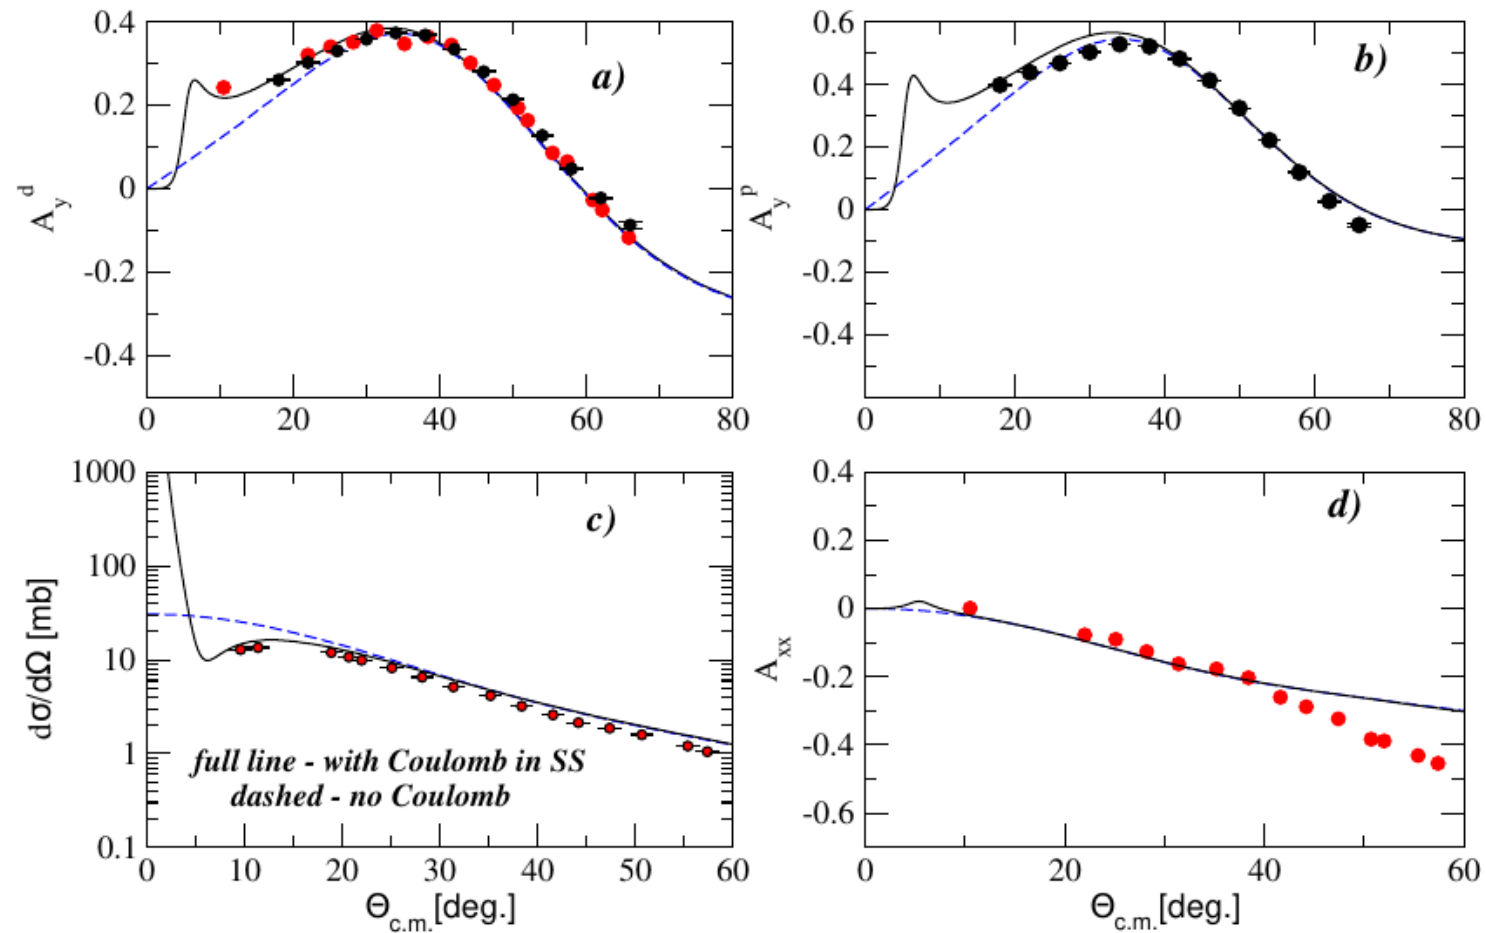 0.4
0.2
0
-0.2
-0.4
A_y^d
a)
0 20 40 60 80
0.6
0.4
0.2
0
-0.2
-0.4
A_y^p
b)
0 20 40 60 80
1000
100
10
1
0.1
dσ/dΩ [mb]
c)
full line - with Coulomb in SS
dashed - no Coulomb
0 10 20 30 40 50 60
Θ_c.m. [deg.]
0.4
0.2
0
-0.2
-0.4
-0.6
A_xx
d)
0 20 40 60
Θ_c.m. [deg.]